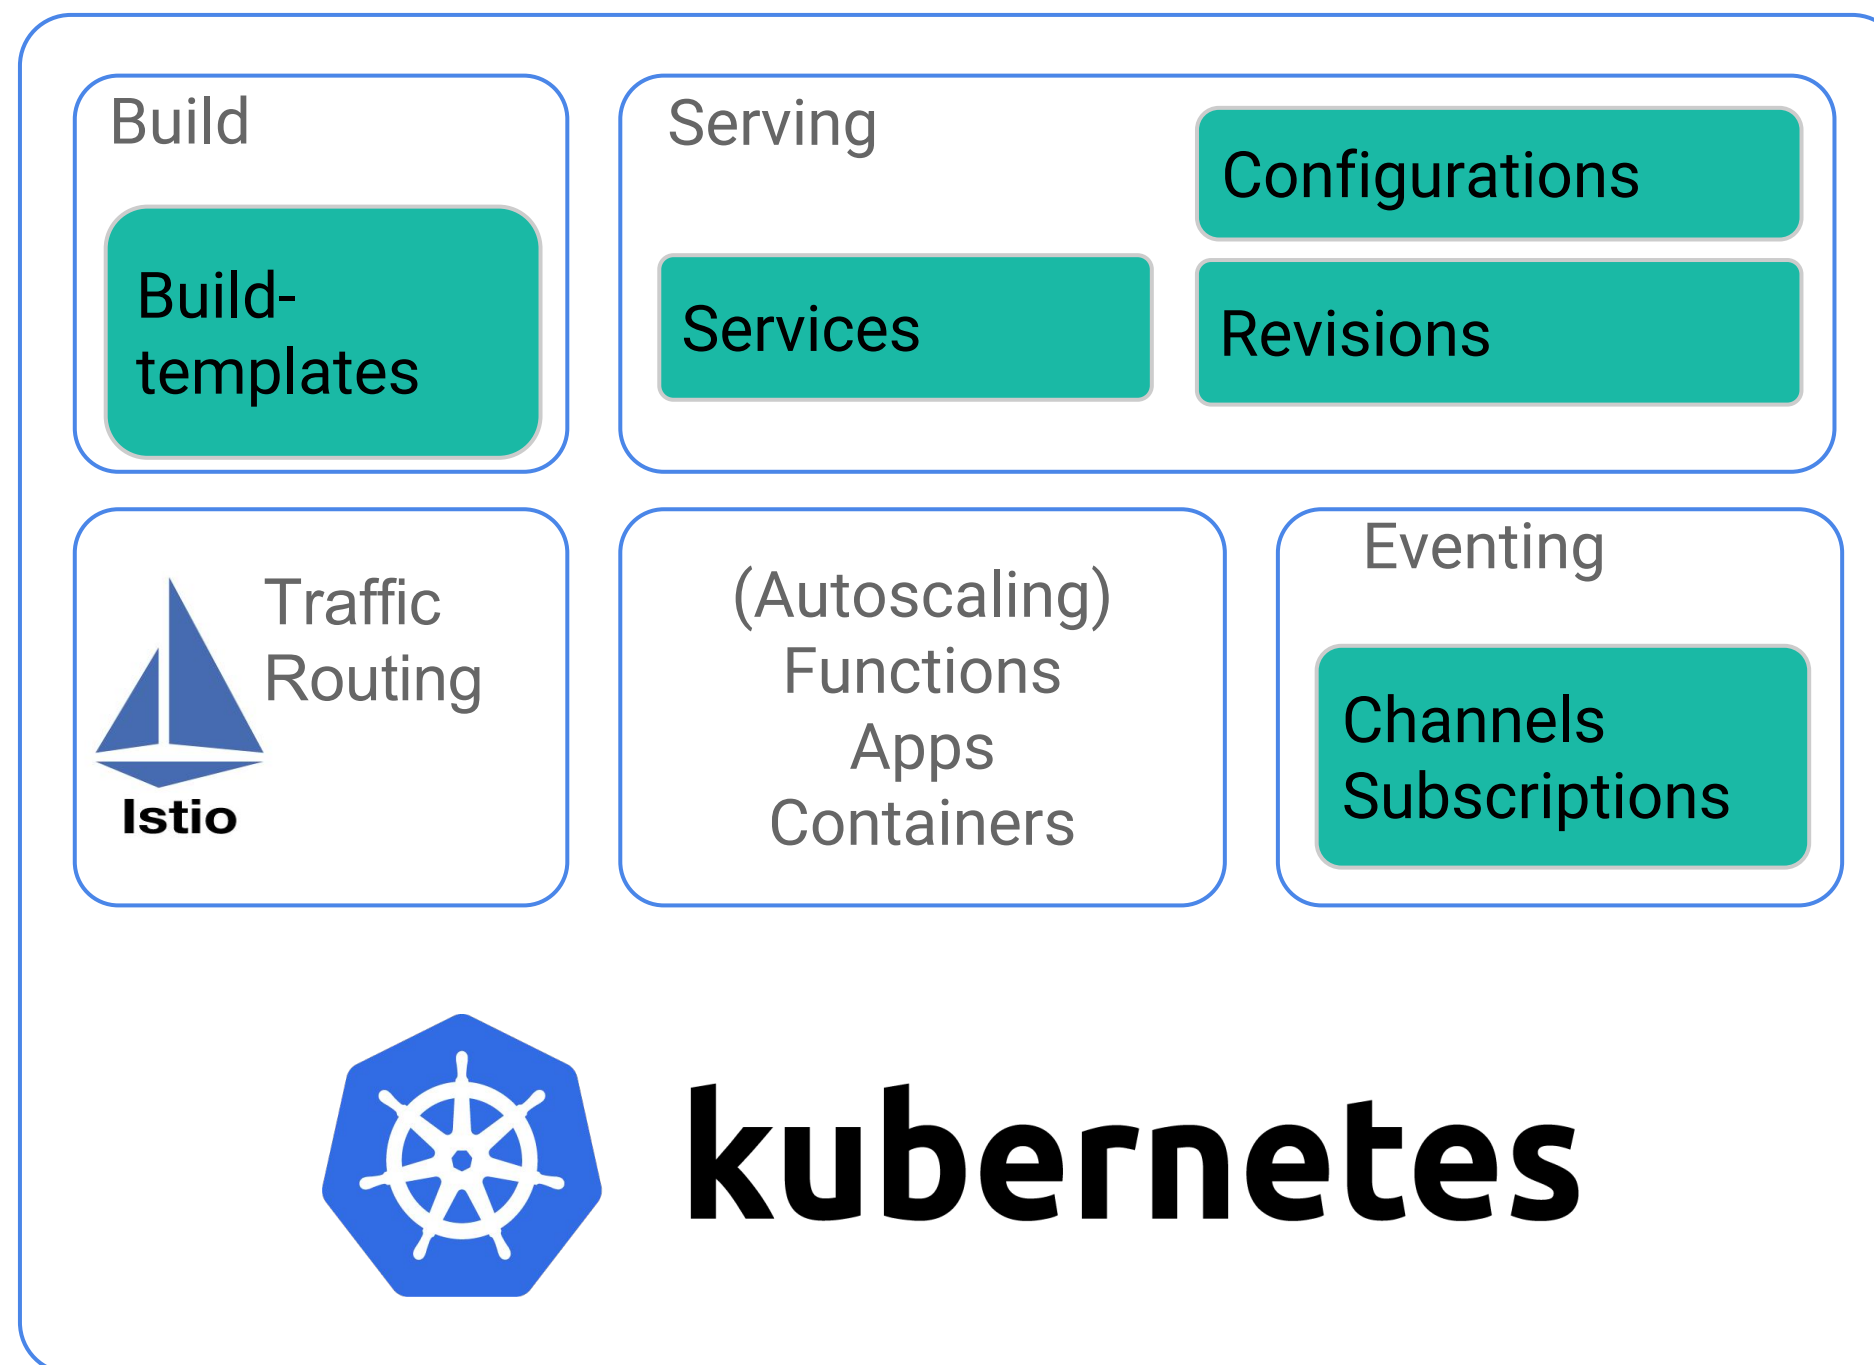 Build
Build-
templates
Serving
Configurations
Services
Revisions
Traffic
Routing
Istio
(Autoscaling)
Functions
Apps
Containers
Eventing
Channels
Subscriptions
kubernetes